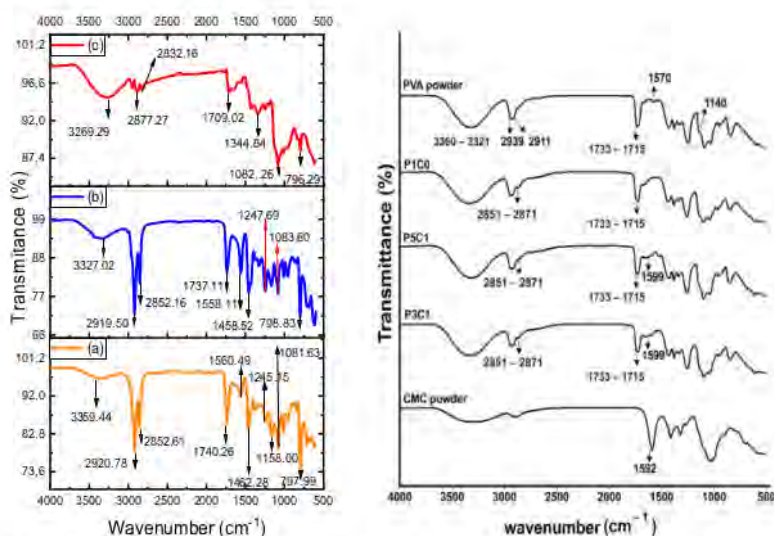 4000 3500 3000 2500 2000 1500 1000 500
101,2
96,6
92,0
87,4
(c)
2832.16
3269.29
2877.27
1709.02
1344.84
1082.26
796.29
99
88
77
66
(b)
1247.69
1083.60
3327.02
2852.16
1737.11
1558.11
2919.50
1458.52
798.83
101,2
92,0
82,8
73,6
(a)
1081.63
1560.49
1245.15
3359.44
2852.61
1740.26
1158.00
2920.78
1462.28
797.99
Transmittance (%)
4000 3500 3000 2500 2000 1500 1000 500
Wavenumber (cm⁻¹)
Transmittance (%)
PVA powder
1570
1140
3360 – 2321
2939
2911
1733 – 1715
P1C0
2851 – 2871
1733 – 1715
P5C1
2851 – 2871
1599
1733 – 1715
P3C1
2851 – 2871
1599
1733 – 1715
CMC powder
1592
4000 3500 3000 2500 2000 1500 1000 500
wavenumber (cm⁻¹)